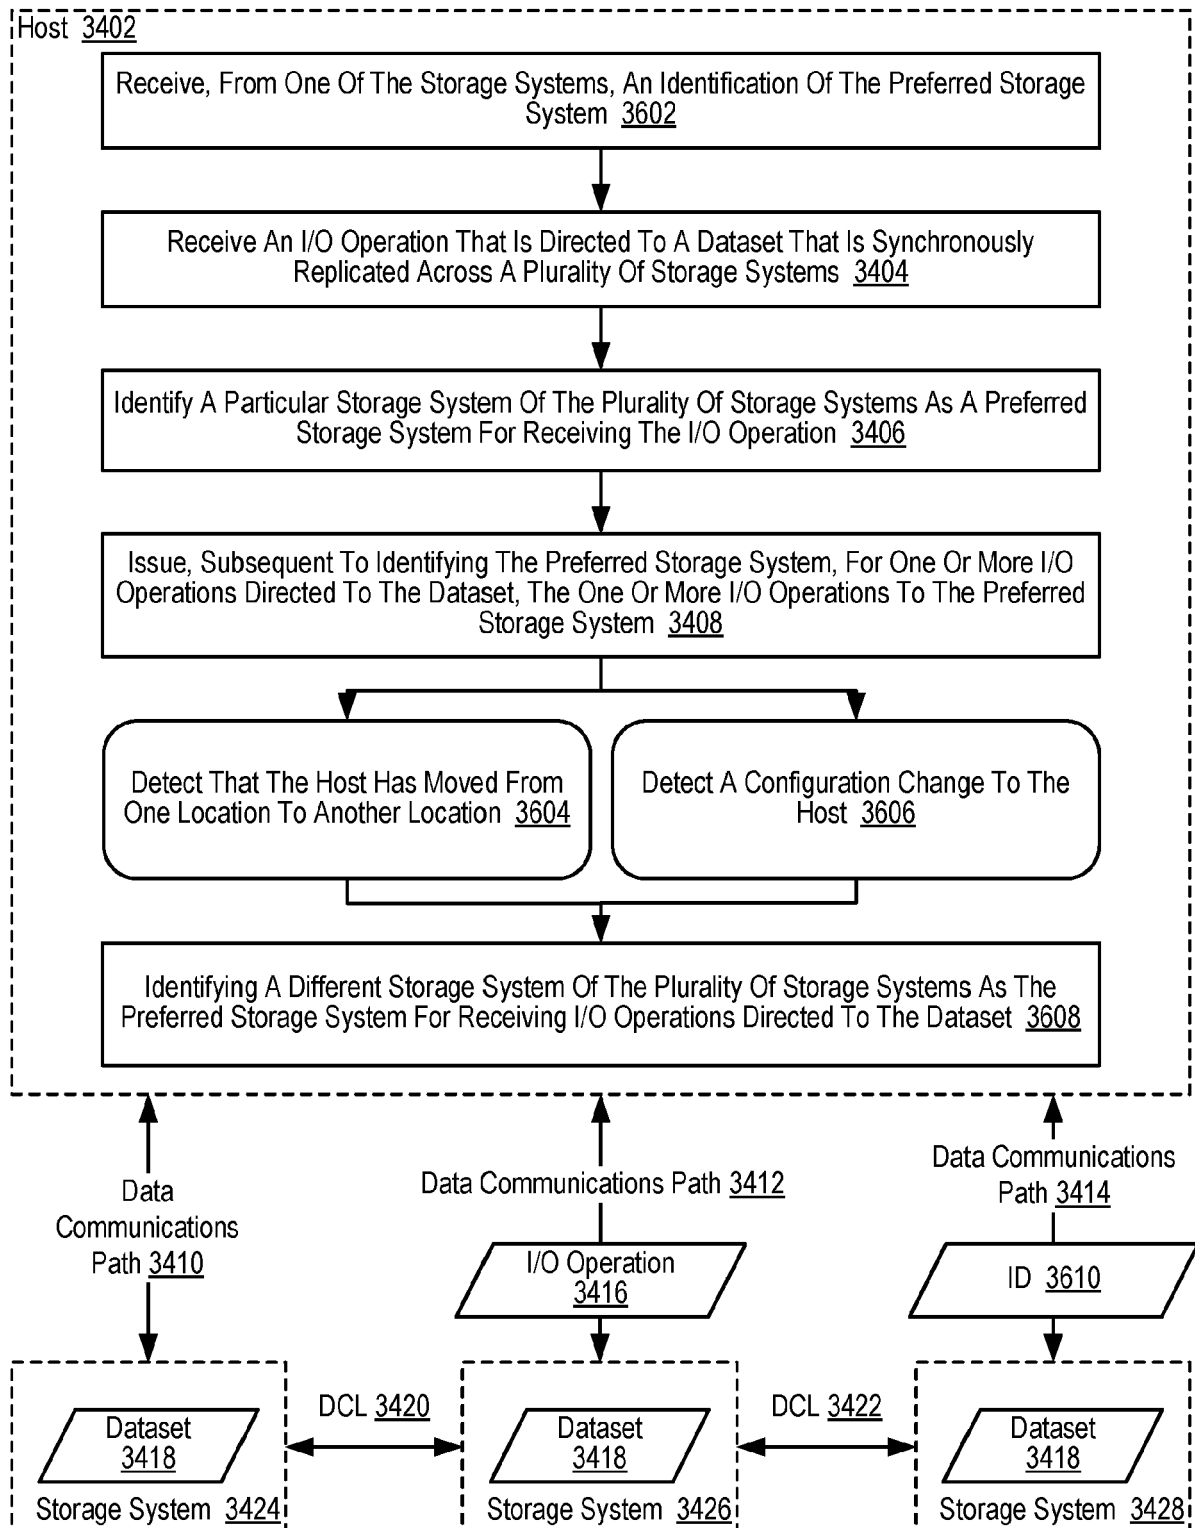 Host 3402
Receive, From One Of The Storage Systems, An Identification Of The Preferred Storage
System 3602
Receive An I/O Operation That Is Directed To A Dataset That Is Synchronously
Replicated Across A Plurality Of Storage Systems 3404
Identify A Particular Storage System Of The Plurality Of Storage Systems As A Preferred
Storage System For Receiving The I/O Operation 3406
Issue, Subsequent To Identifying The Preferred Storage System, For One Or More I/O
Operations Directed To The Dataset, The One Or More I/O Operations To The Preferred
Storage System 3408
Detect That The Host Has Moved From
One Location To Another Location 3604
Detect A Configuration Change To The
Host 3606
Identifying A Different Storage System Of The Plurality Of Storage Systems As The
Preferred Storage System For Receiving I/O Operations Directed To The Dataset 3608
Data
Communications
Path 3410
Data Communications Path 3412
Data Communications
Path 3414
I/O Operation
3416
ID 3610
Dataset
3418
Storage System 3424
DCL 3420
Dataset
3418
Storage System 3426
DCL 3422
Dataset
3418
Storage System 3428